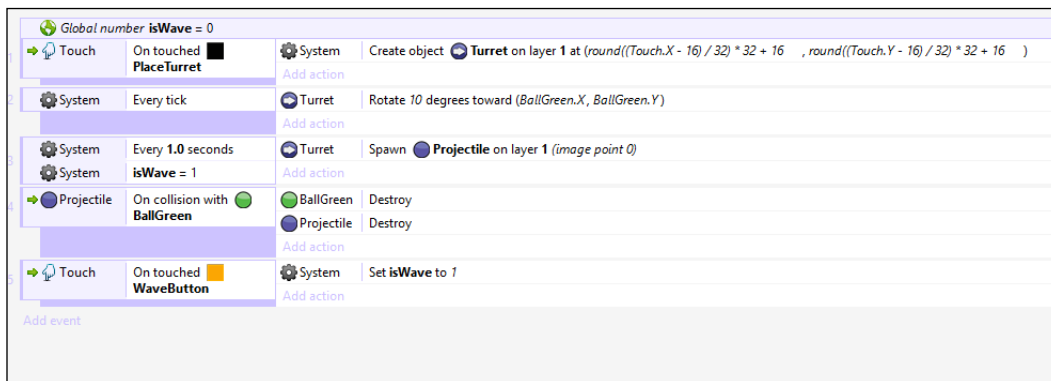 Global number isWave = 0
1 Touch On touched PlaceTurret System Create object Turret on layer 1 at (round((Touch.X - 16) / 32) * 32 + 16 , round((Touch.Y - 16) / 32) * 32 + 16 )
Add action
2 System Every tick Turret Rotate 10 degrees toward (BallGreen.X, BallGreen.Y)
Add action
3 System Every 1.0 seconds Turret Spawn Projectile on layer 1 (image point 0)
System isWave = 1 Add action
4 Projectile On collision with BallGreen BallGreen Destroy
Projectile Destroy
Add action
5 Touch On touched WaveButton System Set isWave to 1
Add action
Add event